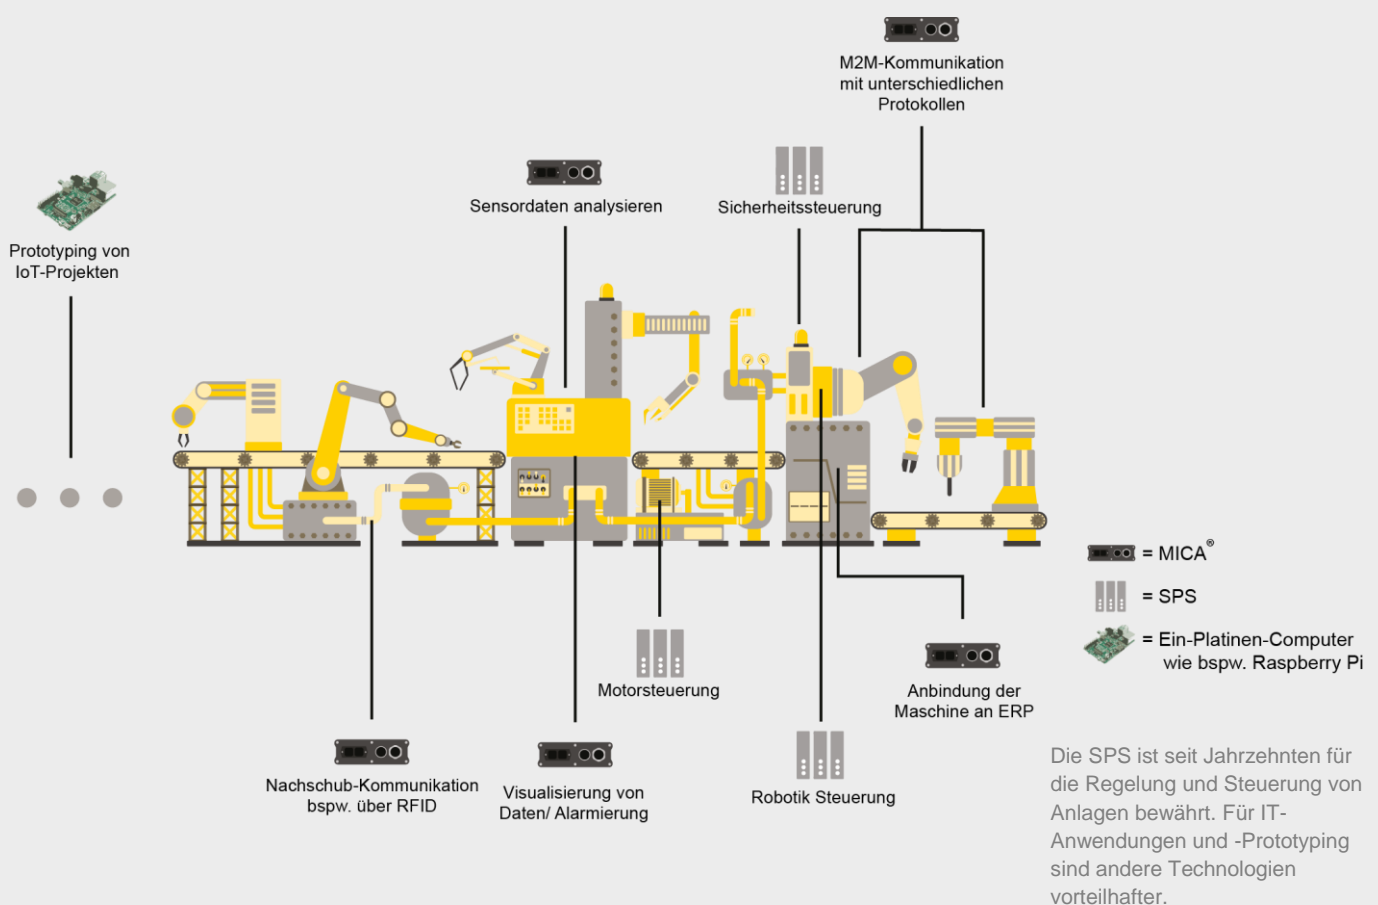 M2M-Kommunikation
mit unterschiedlichen
Protokollen
Sensordaten analysieren
Sicherheitssteuerung
Prototyping von
IoT-Projekten
= MICA®
= SPS
= Ein-Platinen-Computer
wie bspw. Raspberry Pi
Motorsteuerung
Anbindung der
Maschine an ERP
Nachschub-Kommunikation
bspw. über RFID
Visualisierung von
Daten/ Alarmierung
Robotik Steuerung
Die SPS ist seit Jahrzehnten für
die Regelung und Steuerung von
Anlagen bewährt. Für IT-
Anwendungen und -Prototyping
sind andere Technologien
vorteilhafter.